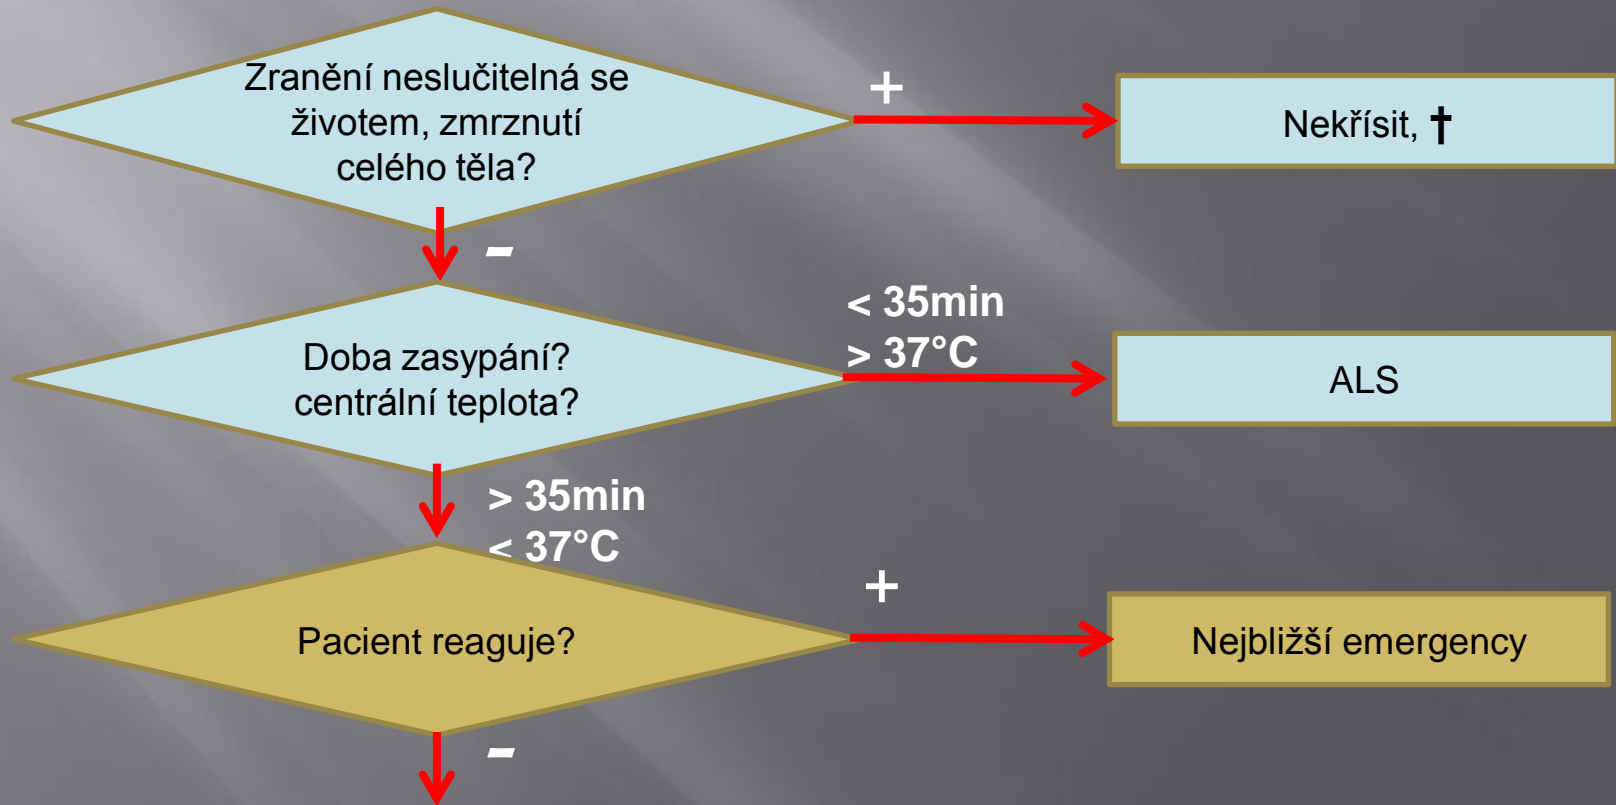 Zranění neslučitelná se
životem, zmrznutí
celého těla?
+
Nekřísit, †
-
Doba zasypání?
centrální teplota?
< 35min
> 37°C
ALS
> 35min
< 37°C
Pacient reaguje?
+
Nejbližší emergency
-